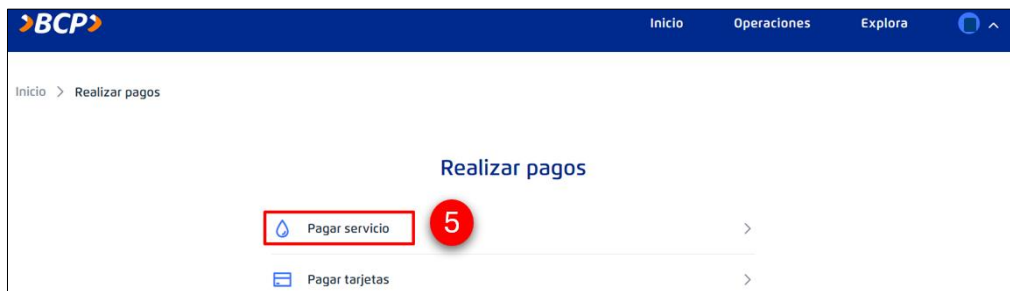 BCP
Inicio Operaciones Explora
Inicio > Realizar pagos
Realizar pagos
Pagar servicio 5
Pagar tarjetas